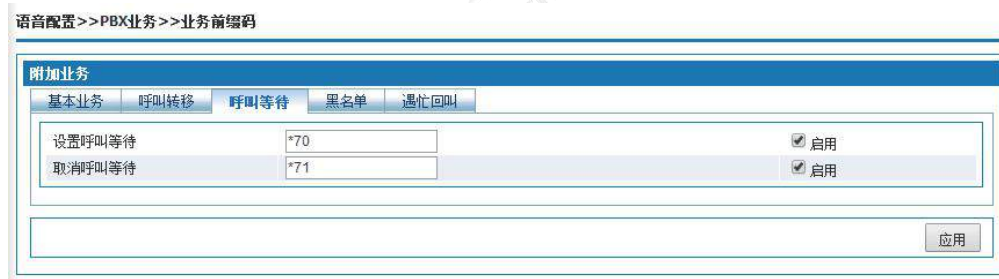 语音配置>>PBX业务>>业务前缀码
附加业务
基本业务 呼叫转移 呼叫等待 黑名单 遇忙回叫
设置呼叫等待 *70 启用
取消呼叫等待 *71 启用
应用